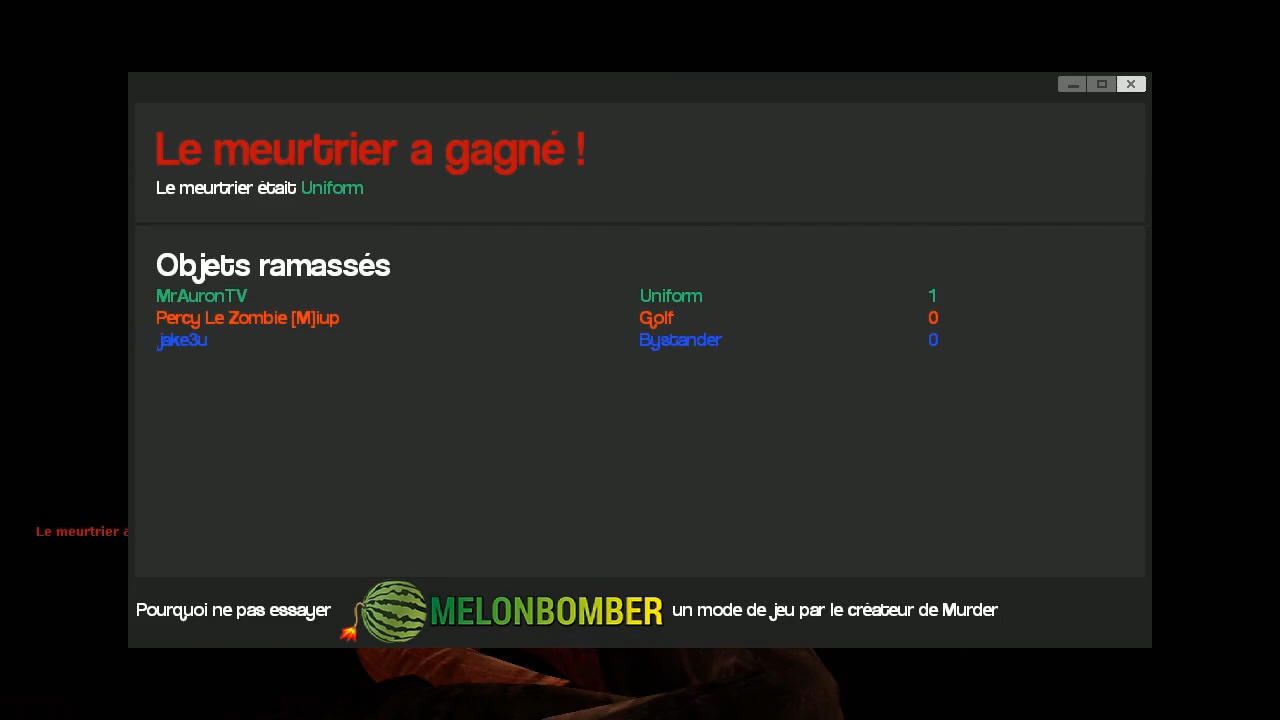 Le meurtrier a gagné !
Le meurtrier était Uniform
Objets ramassés
MrAuronTV Uniform 1
Percy Le Zombie [M]iup Golf 0
jake3u Bystander 0
Le meurtrier a
Pourquoi ne pas essayer MELONBOMBER un mode de jeu par le créateur de Murder